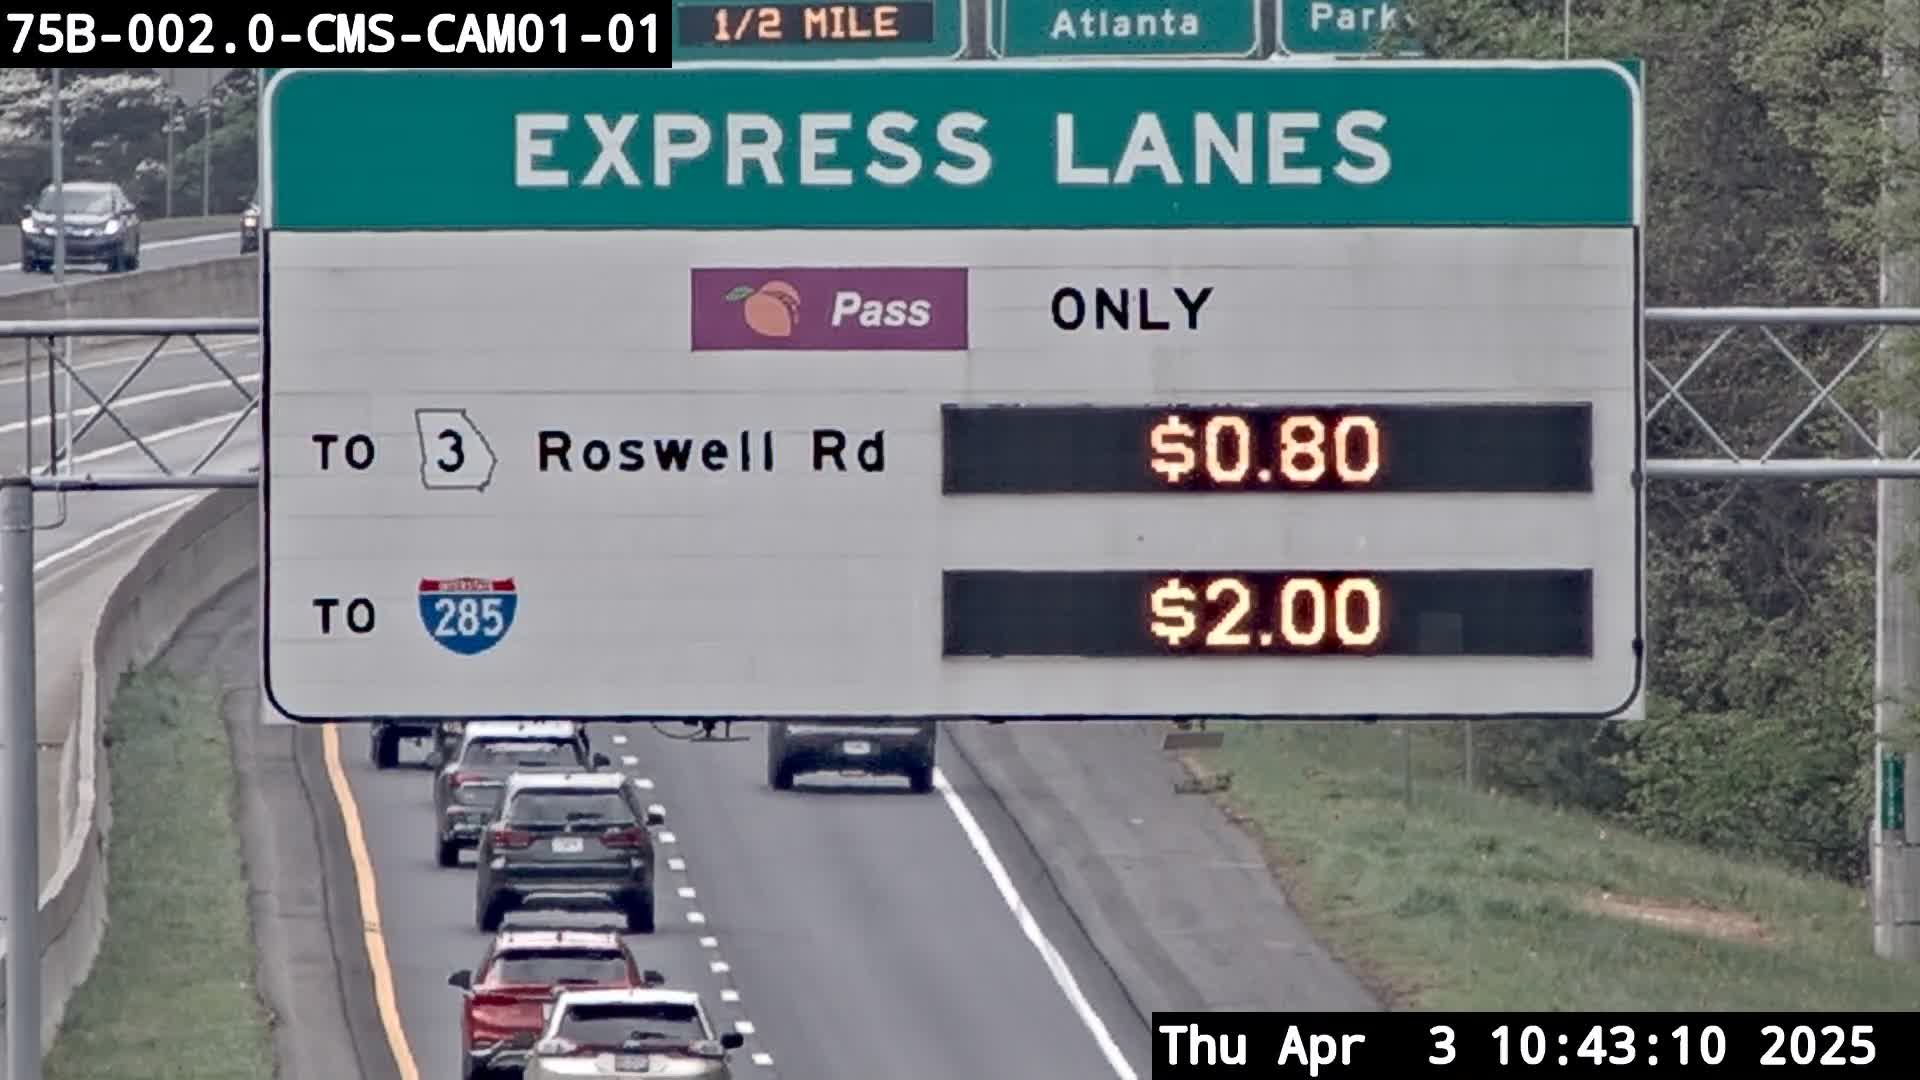 75B-002.0-CMS-CAM01-01
1/2 MILE
Atlanta
Park
EXPRESS LANES
Pass ONLY
TO 3 Roswell Rd $0.80
TO 285 $2.00
Thu Apr 3 10:43:10 2025